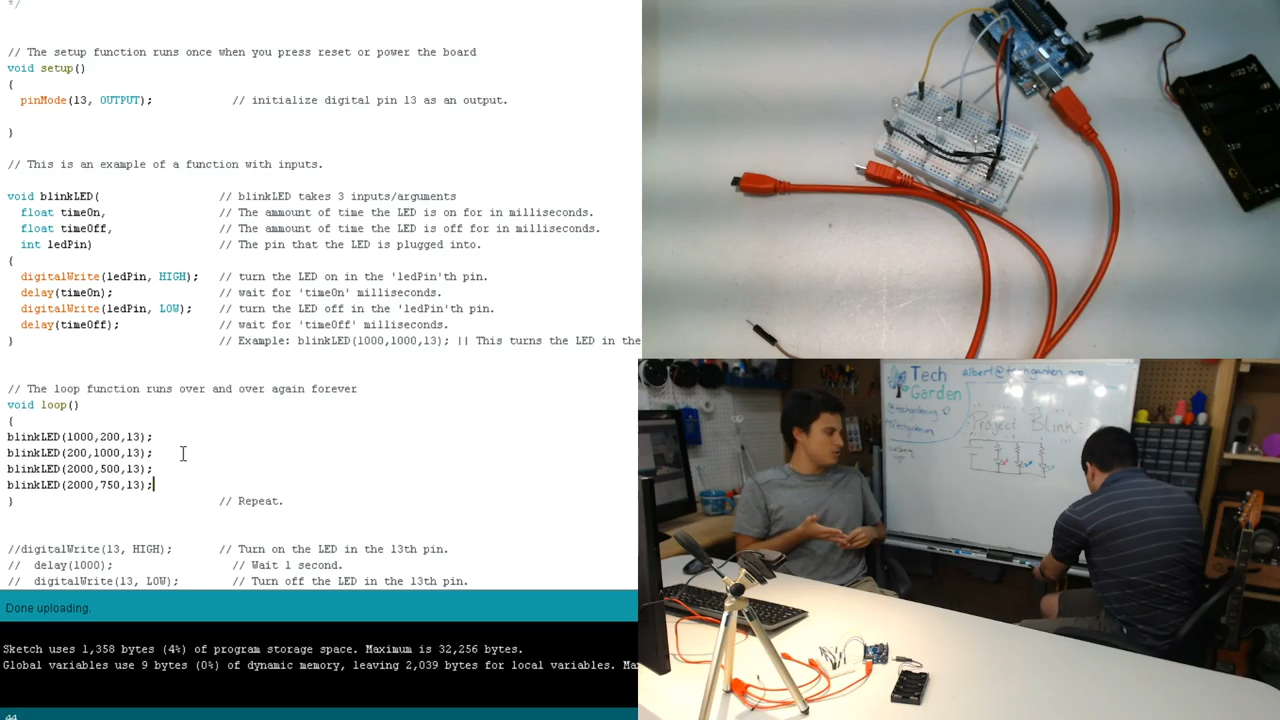 */
// The setup function runs once when you press reset or power the board
void setup()
{
pinMode(13, OUTPUT); // initialize digital pin 13 as an output.
}
// This is an example of a function with inputs.
void blinkLED( // blinkLED takes 3 inputs/arguments
float timeOn, // The ammount of time the LED is on for in milliseconds.
float timeOff, // The ammount of time the LED is off for in milliseconds.
int ledPin) // The pin that the LED is plugged into.
{
digitalWrite(ledPin, HIGH); // turn the LED on in the 'ledPin'th pin.
delay(timeOn); // wait for 'timeOn' milliseconds.
digitalWrite(ledPin, LOW); // turn the LED off in the 'ledPin'th pin.
delay(timeOff); // wait for 'timeOff' milliseconds.
} // Example: blinkLED(1000,1000,13); || This turns the LED in the
// The loop function runs over and over again forever
void loop()
{
blinkLED(1000,200,13);
blinkLED(200,1000,13);
blinkLED(2000,500,13);
blinkLED(2000,750,13);
} // Repeat.
//digitalWrite(13, HIGH); // Turn on the LED in the 13th pin.
// delay(1000); // Wait 1 second.
// digitalWrite(13, LOW); // Turn off the LED in the 13th pin.
Done uploading.
Sketch uses 1,358 bytes (4%) of program storage space. Maximum is 32,256 bytes.
Global variables use 9 bytes (0%) of dynamic memory, leaving 2,039 bytes for local variables. Ma
44
Tech
Garden
albert@techgarden.org
Project Blink: